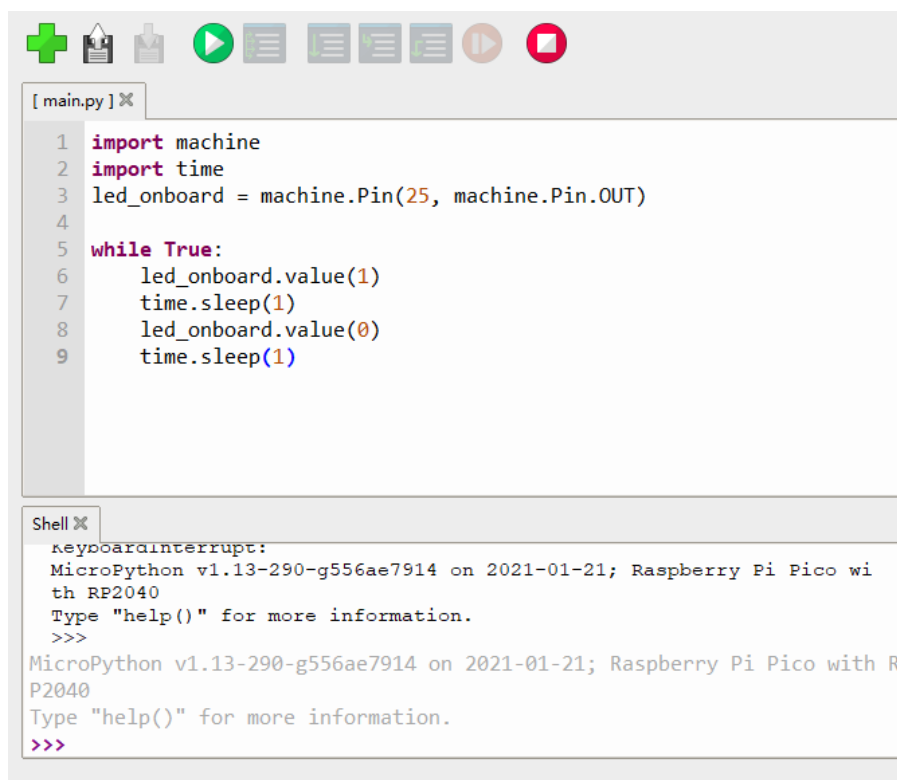 [ main.py ]
1 import machine
2 import time
3 led_onboard = machine.Pin(25, machine.Pin.OUT)
4
5 while True:
6     led_onboard.value(1)
7     time.sleep(1)
8     led_onboard.value(0)
9     time.sleep(1)
Shell
KeyboardInterrupt:
MicroPython v1.13-290-g556ae7914 on 2021-01-21; Raspberry Pi Pico wi
th RP2040
Type "help()" for more information.
>>>
MicroPython v1.13-290-g556ae7914 on 2021-01-21; Raspberry Pi Pico with R
P2040
Type "help()" for more information.
>>>